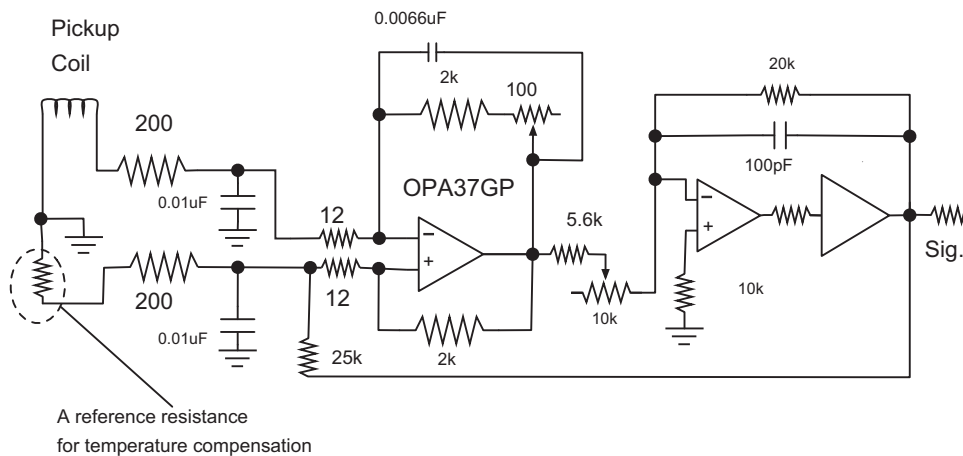 0.0066uF
Pickup
Coil
2k
100
20k
200
100pF
OPA37GP
0.01uF
12
−
+
5.6k
−
+
Sig.
200
12
10k
10k
0.01uF
25k
2k
A reference resistance
for temperature compensation